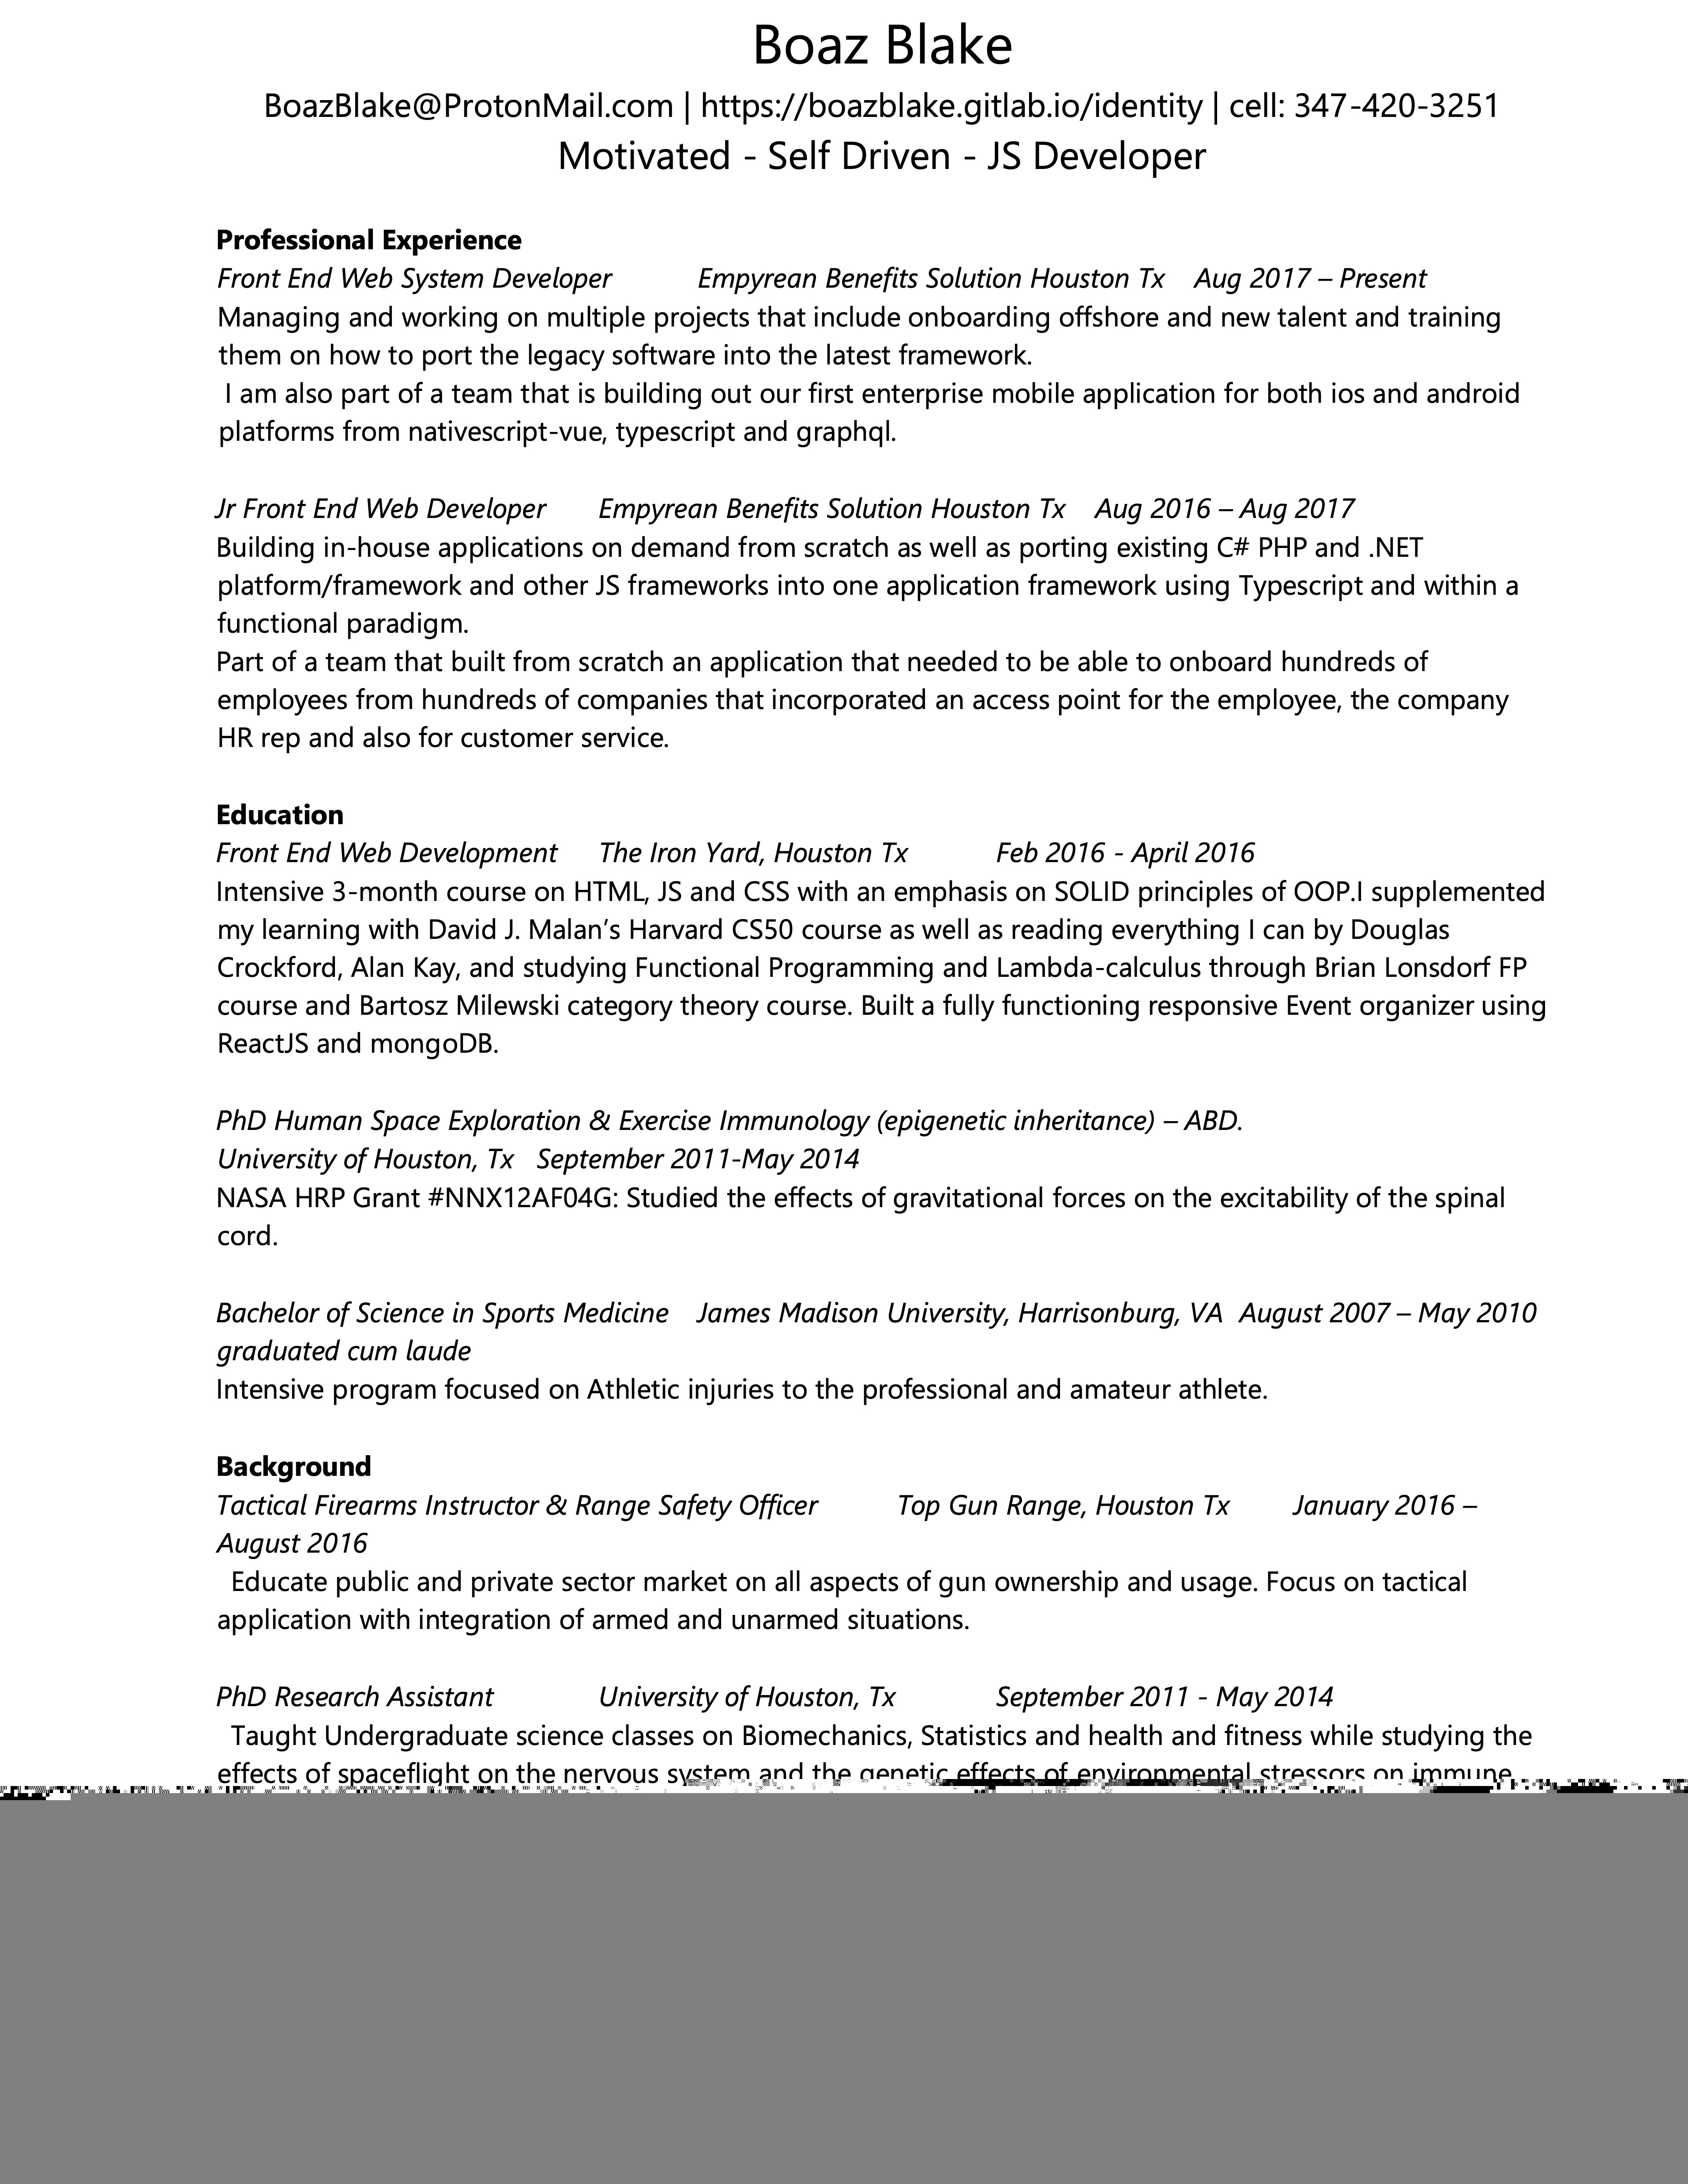 Boaz Blake
BoazBlake@ProtonMail.com | https://boazblake.gitlab.io/identity | cell: 347-420-3251
Motivated - Self Driven - JS Developer
Professional Experience
Front End Web System Developer Empyrean Benefits Solution Houston Tx Aug 2017 – Present
Managing and working on multiple projects that include onboarding offshore and new talent and training
them on how to port the legacy software into the latest framework.
I am also part of a team that is building out our first enterprise mobile application for both ios and android
platforms from nativescript-vue, typescript and graphql.
Jr Front End Web Developer Empyrean Benefits Solution Houston Tx Aug 2016 – Aug 2017
Building in-house applications on demand from scratch as well as porting existing C# PHP and .NET
platform/framework and other JS frameworks into one application framework using Typescript and within a
functional paradigm.
Part of a team that built from scratch an application that needed to be able to onboard hundreds of
employees from hundreds of companies that incorporated an access point for the employee, the company
HR rep and also for customer service.
Education
Front End Web Development The Iron Yard, Houston Tx Feb 2016 - April 2016
Intensive 3-month course on HTML, JS and CSS with an emphasis on SOLID principles of OOP.I supplemented
my learning with David J. Malan’s Harvard CS50 course as well as reading everything I can by Douglas
Crockford, Alan Kay, and studying Functional Programming and Lambda-calculus through Brian Lonsdorf FP
course and Bartosz Milewski category theory course. Built a fully functioning responsive Event organizer using
ReactJS and mongoDB.
PhD Human Space Exploration & Exercise Immunology (epigenetic inheritance) – ABD.
University of Houston, Tx September 2011-May 2014
NASA HRP Grant #NNX12AF04G: Studied the effects of gravitational forces on the excitability of the spinal
cord.
Bachelor of Science in Sports Medicine James Madison University, Harrisonburg, VA August 2007 – May 2010
graduated cum laude
Intensive program focused on Athletic injuries to the professional and amateur athlete.
Background
Tactical Firearms Instructor & Range Safety Officer Top Gun Range, Houston Tx January 2016 –
August 2016
Educate public and private sector market on all aspects of gun ownership and usage. Focus on tactical
application with integration of armed and unarmed situations.
PhD Research Assistant University of Houston, Tx September 2011 - May 2014
Taught Undergraduate science classes on Biomechanics, Statistics and health and fitness while studying the
effects of spaceflight on the nervous system and the genetic effects of environmental stressors on immune